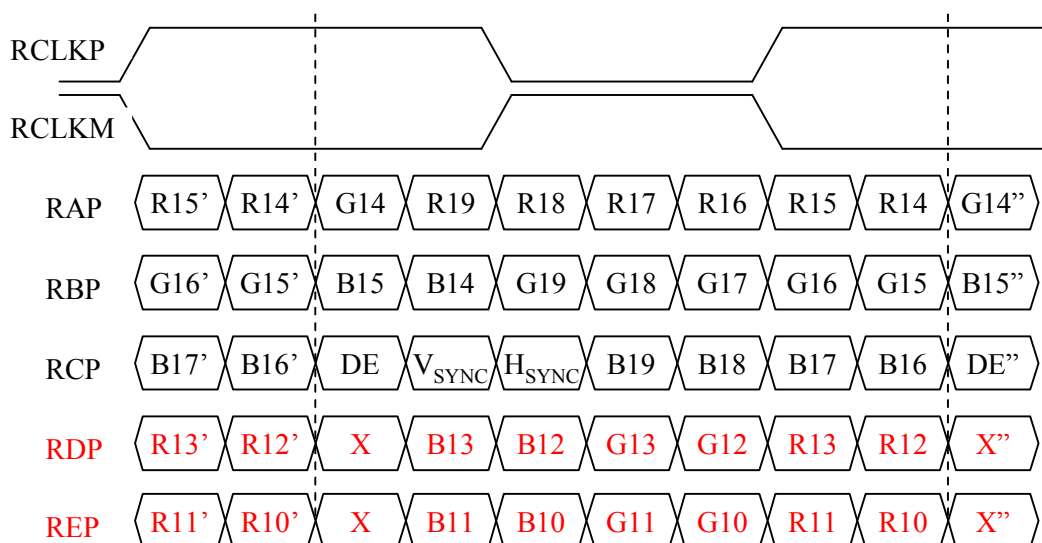 RCLKP
RCLKM
RAP R15’ R14’ G14 R19 R18 R17 R16 R15 R14 G14”
RBP G16’ G15’ B15 B14 G19 G18 G17 G16 G15 B15”
RCP B17’ B16’ DE VSYNC HSYNC B19 B18 B17 B16 DE”
RDP R13’ R12’ X B13 B12 G13 G12 R13 R12 X”
REP R11’ R10’ X B11 B10 G11 G10 R11 R10 X”